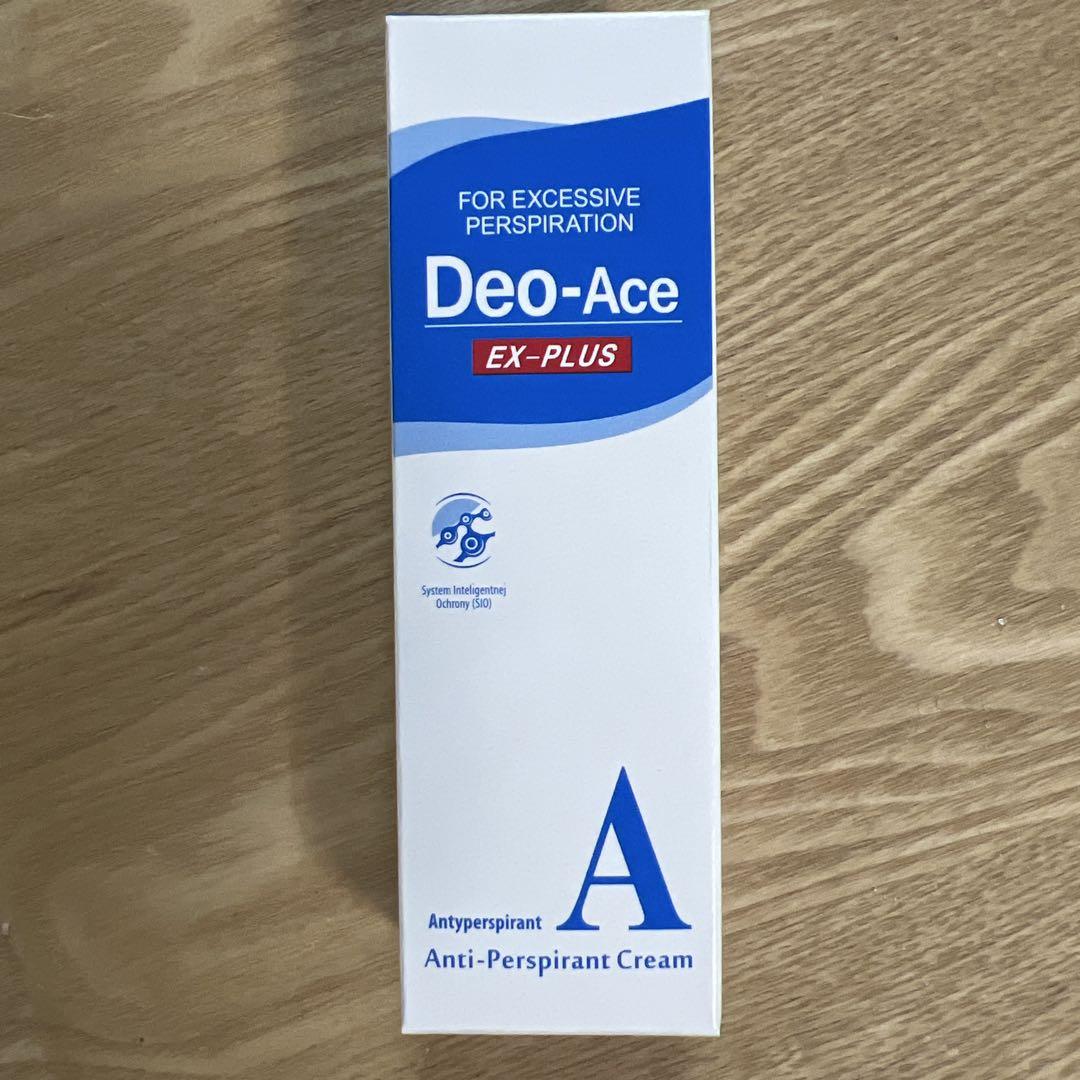 FOR EXCESSIVE
PERSPIRATION
Deo-Ace
EX-PLUS
System Inteligentnej
Ochrony (SIO)
A
Antyperspirant
Anti-Perspirant Cream